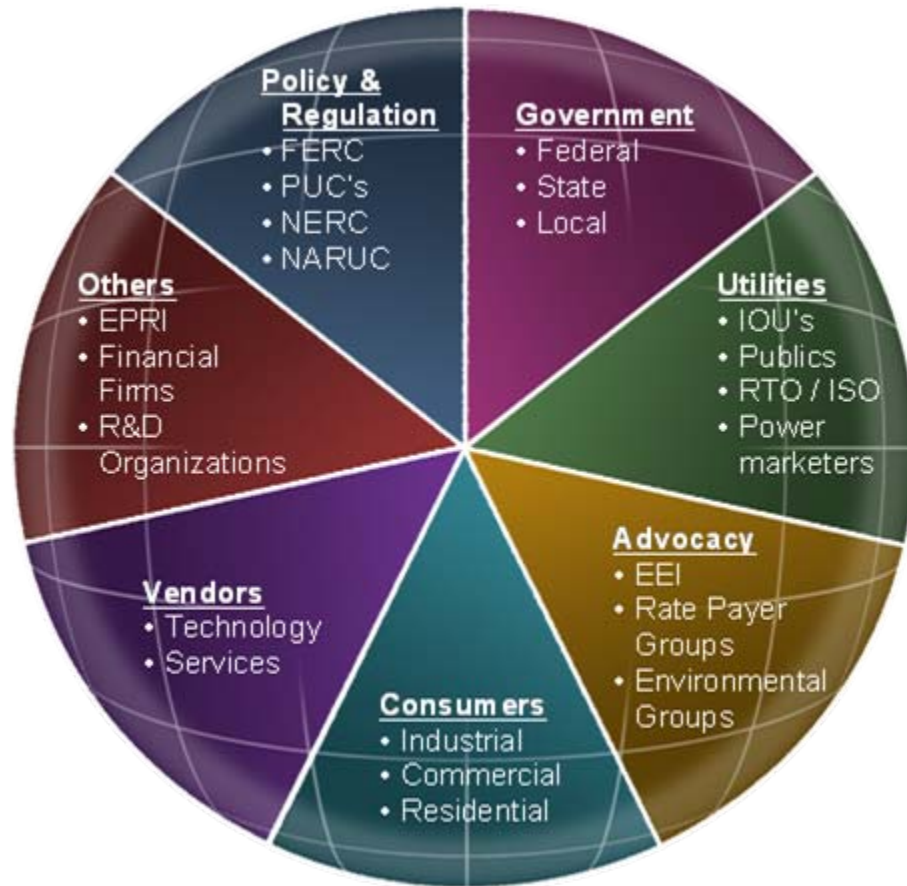 Policy &
Regulation
• FERC
• PUC's
• NERC
• NARUC
Government
• Federal
• State
• Local
Utilities
• IOU's
• Publics
• RTO / ISO
• Power
marketers
Advocacy
• EEI
• Rate Payer
Groups
• Environmental
Groups
Consumers
• Industrial
• Commercial
• Residential
Vendors
• Technology
• Services
Others
• EPRI
• Financial
Firms
• R&D
Organizations